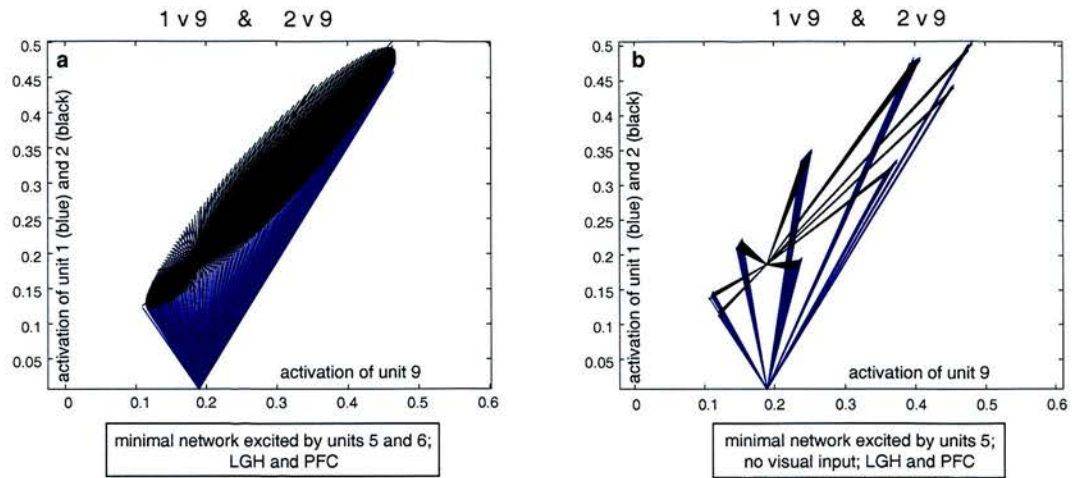 1 v 9 & 2 v 9
a
activation of unit 1 (blue) and 2 (black)
0.5
0.45
0.4
0.35
0.3
0.25
0.2
0.15
0.1
0.05
activation of unit 9
0 0.1 0.2 0.3 0.4 0.5 0.6
minimal network excited by units 5 and 6;
LGH and PFC
1 v 9 & 2 v 9
b
activation of unit 1 (blue) and 2 (black)
0.5
0.45
0.4
0.35
0.3
0.25
0.2
0.15
0.1
0.05
activation of unit 9
0 0.1 0.2 0.3 0.4 0.5 0.6
minimal network excited by units 5;
no visual input; LGH and PFC